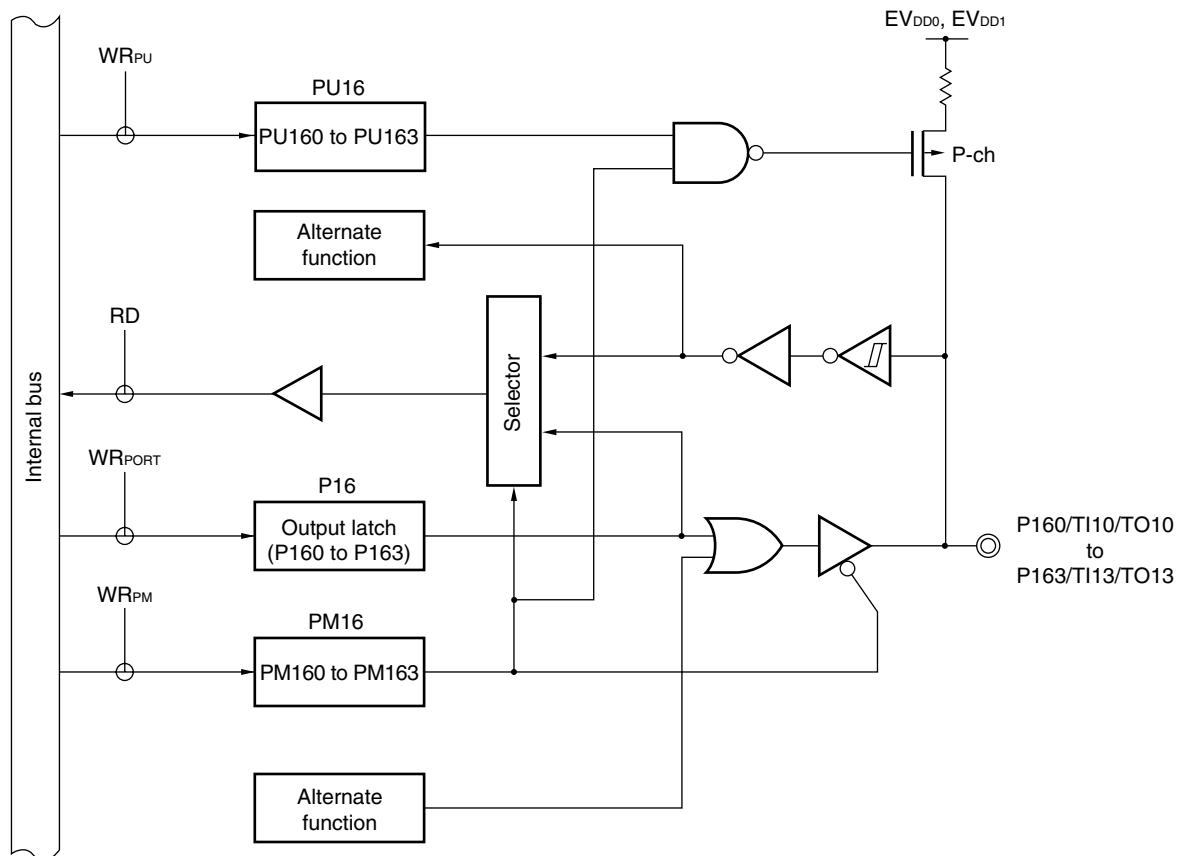 EVDD0, EVDD1
WRPU
PU16
PU160 to PU163
P-ch
Alternate
function
RD
Selector
Internal bus
WRPORT
P16
Output latch
(P160 to P163)
P160/TI10/TO10
to
P163/TI13/TO13
WRPM
PM16
PM160 to PM163
Alternate
function